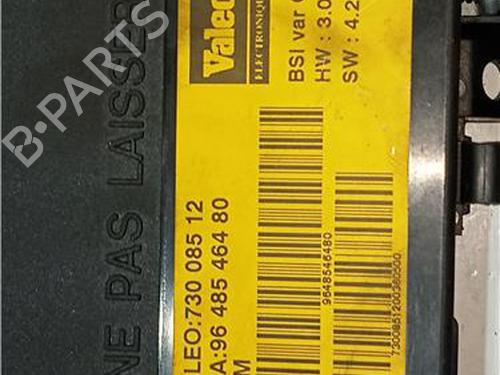 Valeo
ELECTRONIQUE
BSI var
HW : 3.0
SW : 4.2
LEO:730 085 12
A:96 485 464 80
M
9648546480
7300851200360500
NE PAS LAISSER
B-PARTS